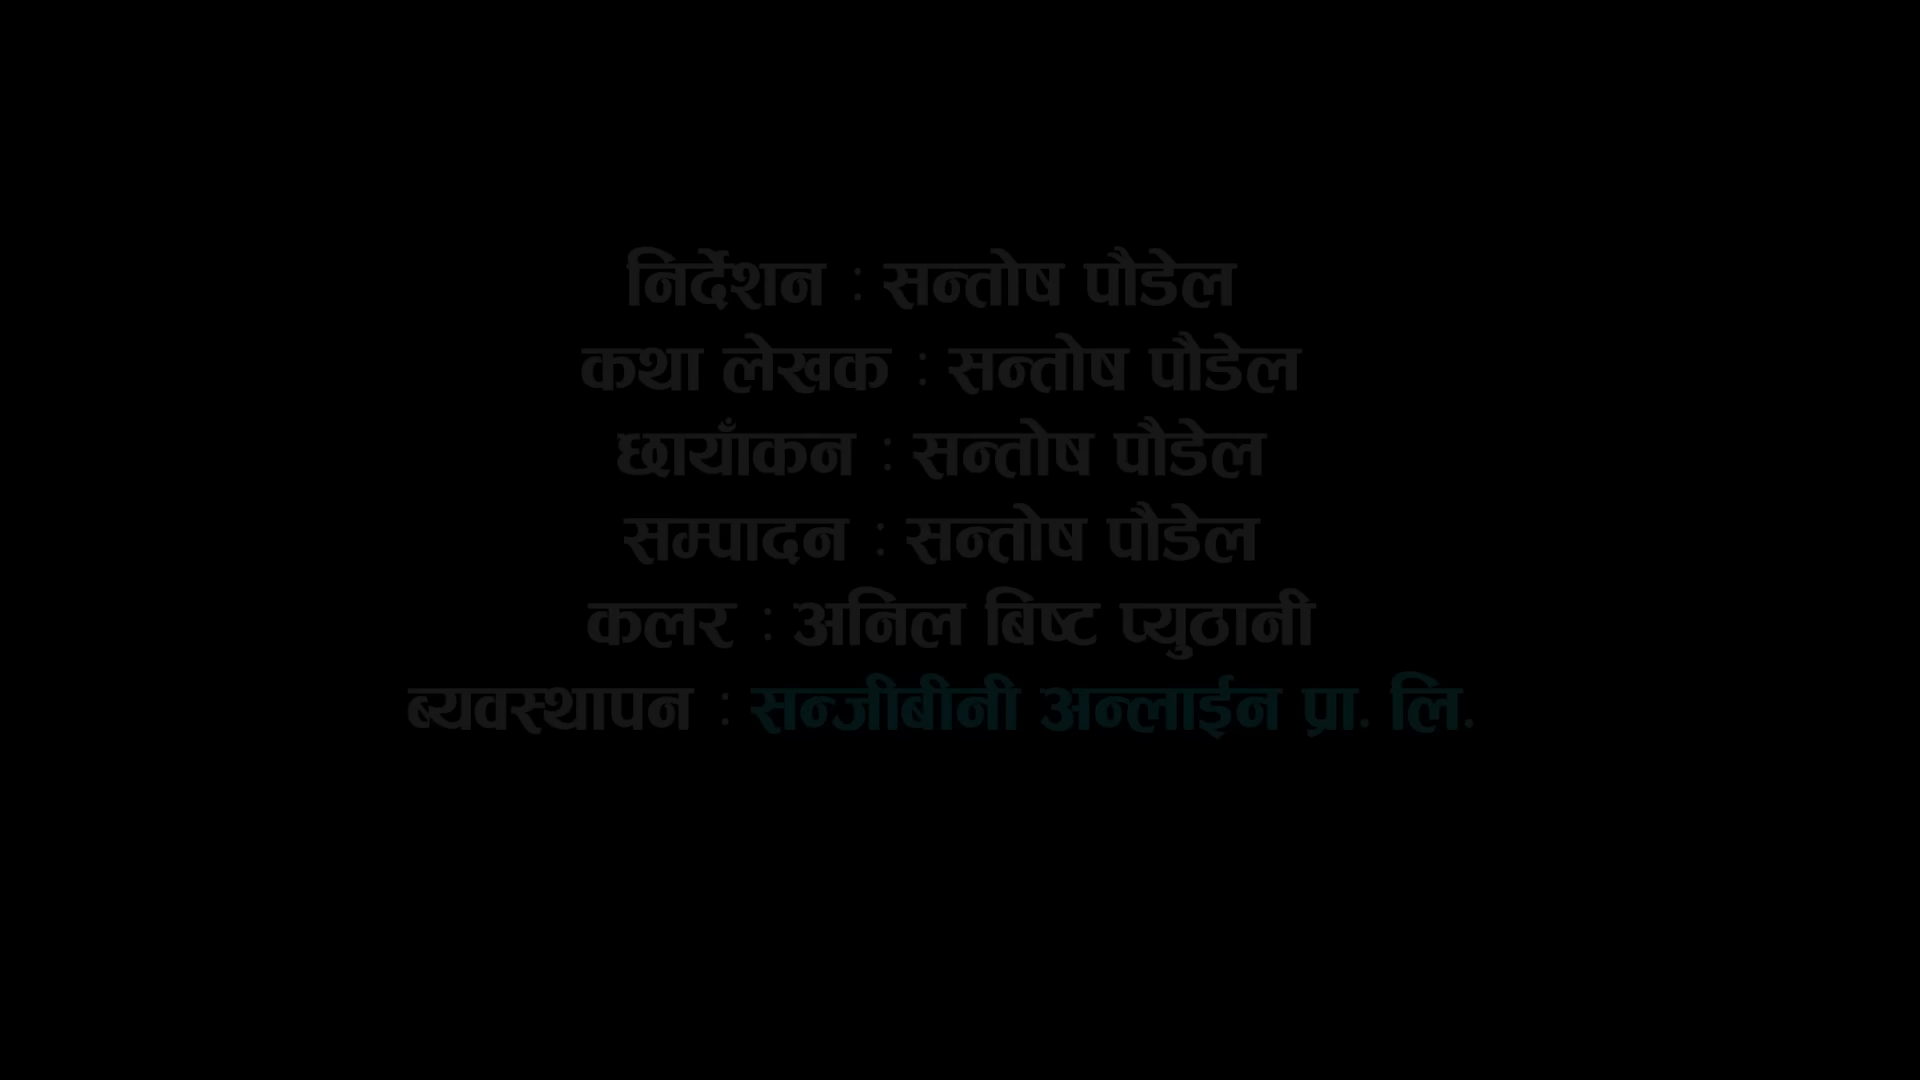 निर्देशन : सन्तोष पौडेल
कथा लेखक : सन्तोष पौडेल
छायाँकन : सन्तोष पौडेल
सम्पादन : सन्तोष पौडेल
कलर : अनिल बिष्ट प्युठानी
ब्यवस्थापन : सन्जीबीनी अन्लाईन प्रा. लि.